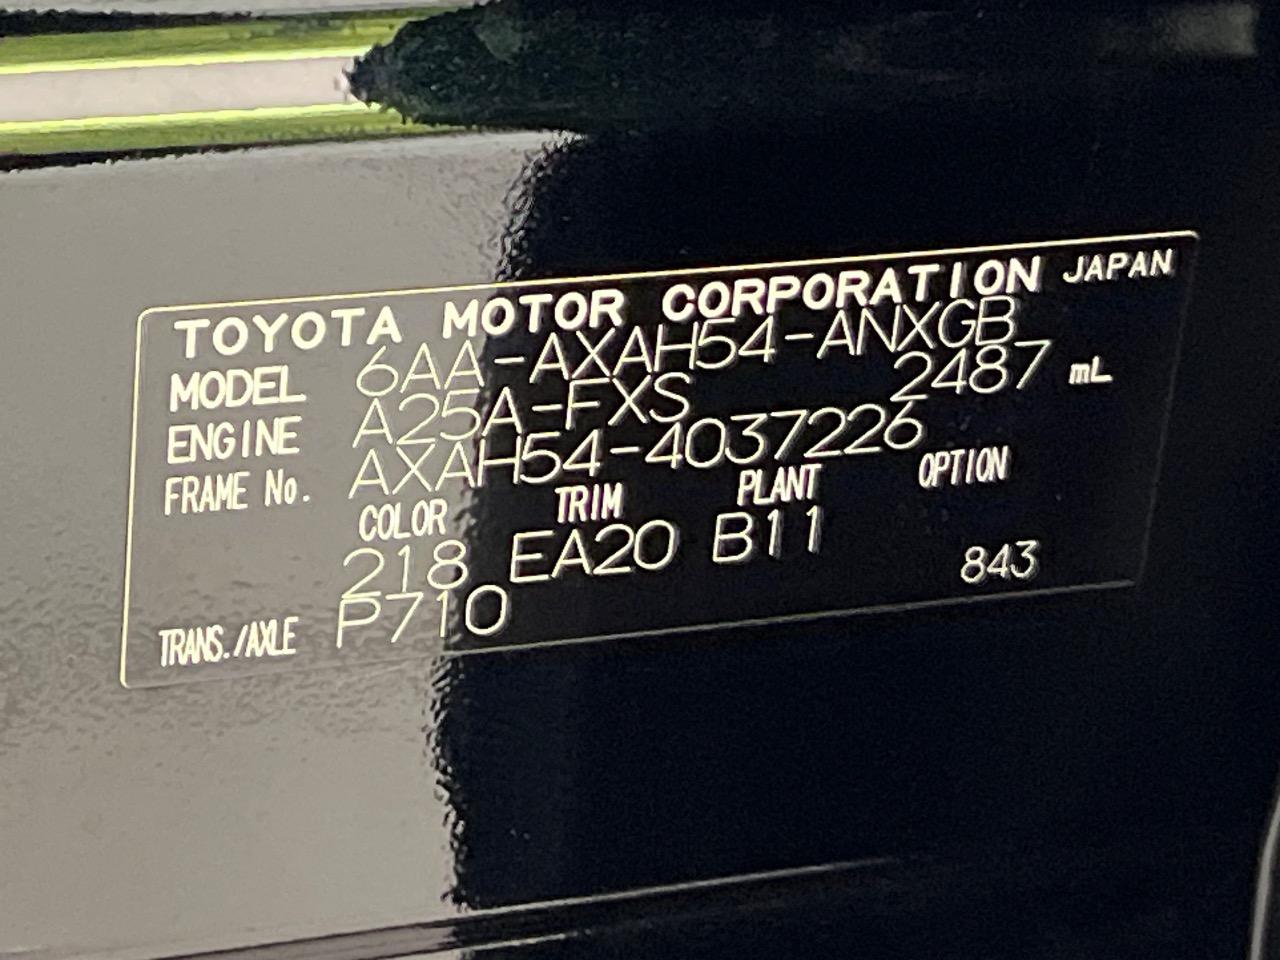 TOYOTA MOTOR CORPORATION JAPAN
MODEL 6AA-AXAH54-ANXGB
ENGINE A25A-FXS 2487 mL
FRAME No. AXAH54-4037226
COLOR TRIM PLANT OPTION
218 EA20 B11
843
TRANS./AXLE P710